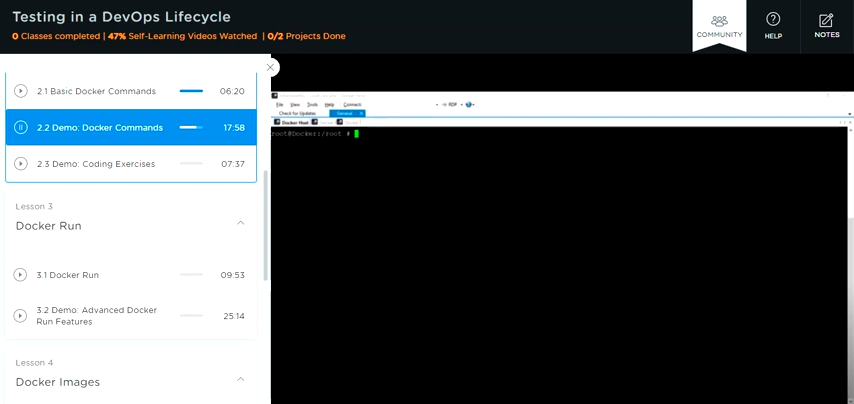 Testing in a DevOps Lifecycle
0 Classes completed | 47% Self-Learning Videos Watched | 0/2 Projects Done
COMMUNITY
HELP
NOTES
2.1 Basic Docker Commands 06:20
2.2 Demo: Docker Commands 17:58
2.3 Demo: Coding Exercises 07:37
Lesson 3
Docker Run
3.1 Docker Run 09:53
3.2 Demo: Advanced Docker
Run Features 25:14
Lesson 4
Docker Images
File View Tools Help Connect: RDP
Check for Updates General
Docker Host
root@Docker:/root #